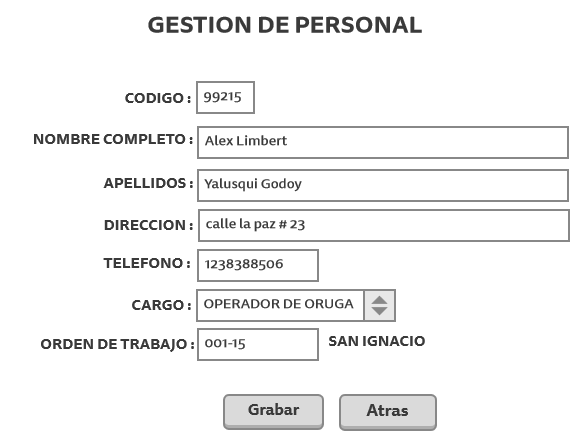 GESTION DE PERSONAL
CODIGO : 99215
NOMBRE COMPLETO : Alex Limbert
APELLIDOS : Yalusqui Godoy
DIRECCION : calle la paz # 23
TELEFONO : 1238388506
CARGO : OPERADOR DE ORUGA
ORDEN DE TRABAJO : 001-15 SAN IGNACIO
Grabar Atras